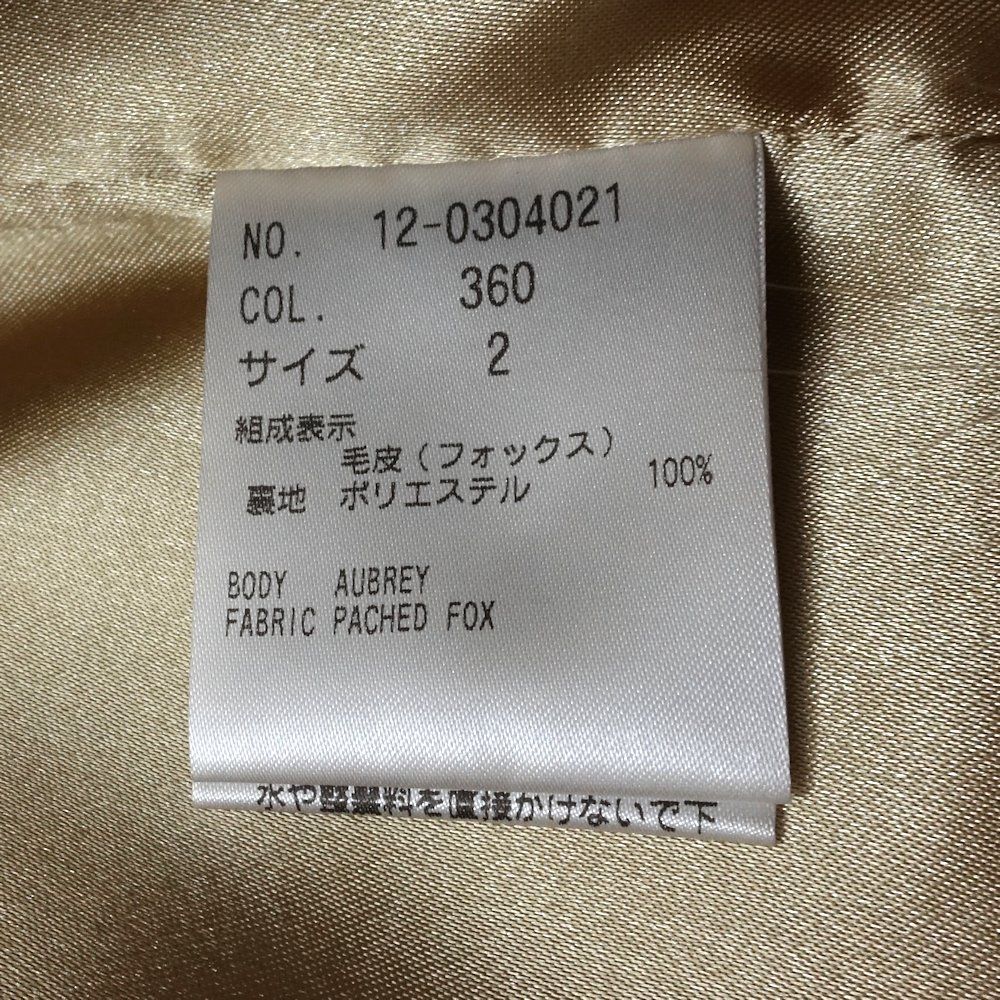 NO. 12-0304021
COL. 360
サイズ 2
組成表示
毛皮(フォックス)
裏地 ポリエステル 100%
BODY AUBREY
FABRIC PACHED FOX
水や整髪料を直接かけないで下